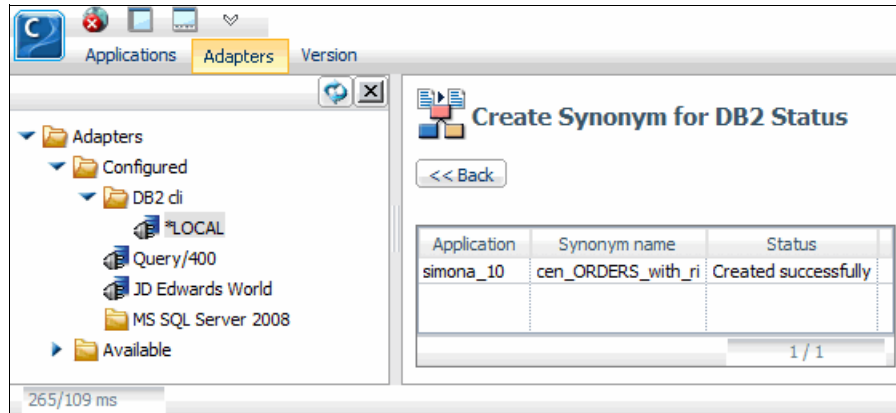 C
Applications Adapters Version
Adapters
Configured
DB2 cli
*LOCAL
Query/400
JD Edwards World
MS SQL Server 2008
Available
Create Synonym for DB2 Status
<< Back
Application Synonym name Status
simona_10 cen_ORDERS_with_ri Created successfully
1 / 1
265/109 ms